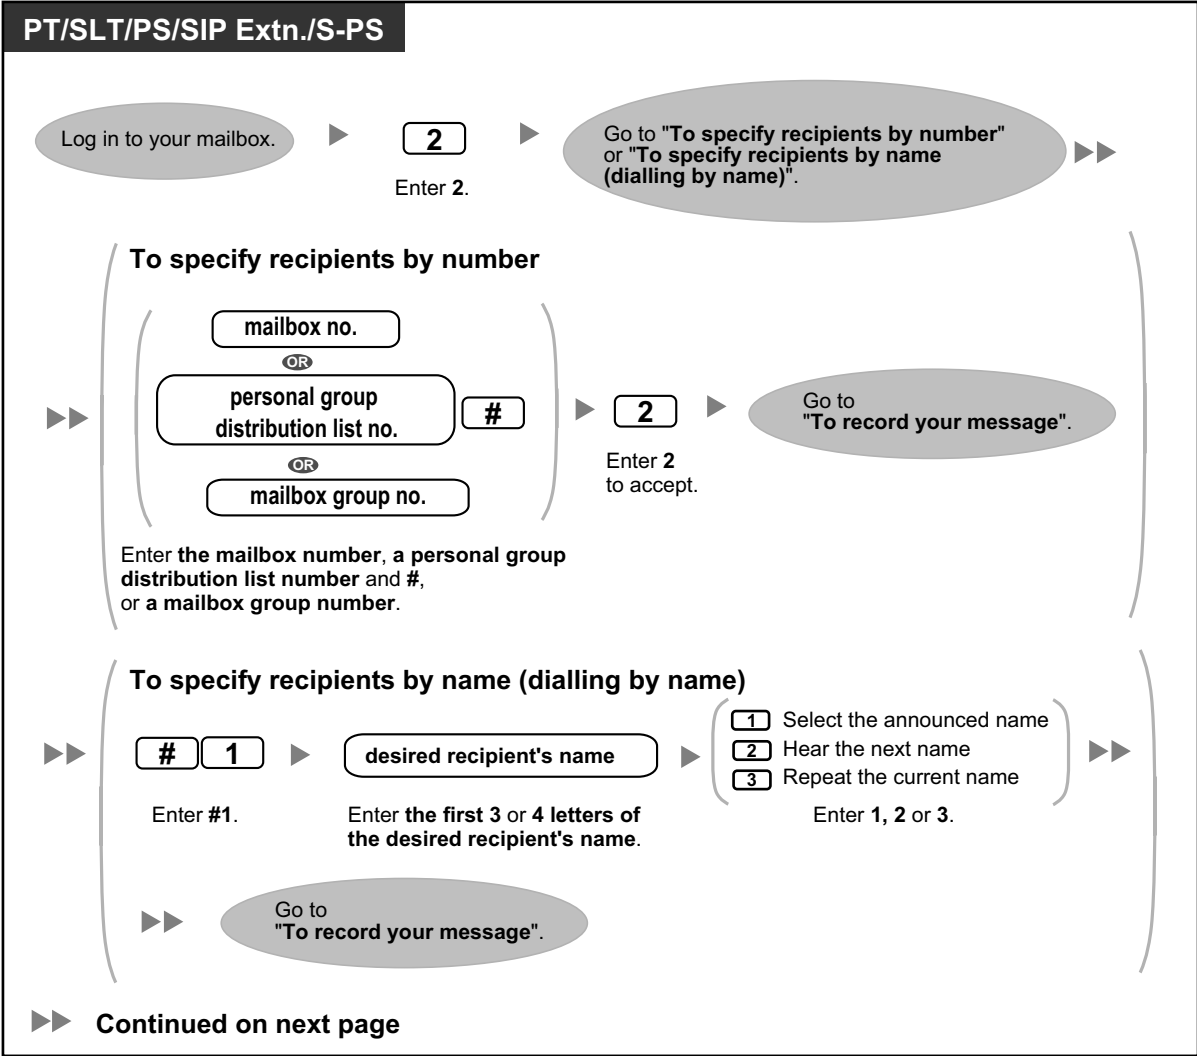 PT/SLT/PS/SIP Extn./S-PS
Log in to your mailbox.
2
Enter 2.
Go to "To specify recipients by number"
or "To specify recipients by name
(dialling by name)".
To specify recipients by number
mailbox no.
OR
personal group
distribution list no.
#
OR
mailbox group no.
Enter the mailbox number, a personal group
distribution list number and #,
or a mailbox group number.
2
Enter 2
to accept.
Go to
"To record your message".
To specify recipients by name (dialling by name)
# 1
Enter #1.
desired recipient's name
Enter the first 3 or 4 letters of
the desired recipient's name.
1 Select the announced name
2 Hear the next name
3 Repeat the current name
Enter 1, 2 or 3.
Go to
"To record your message".
Continued on next page